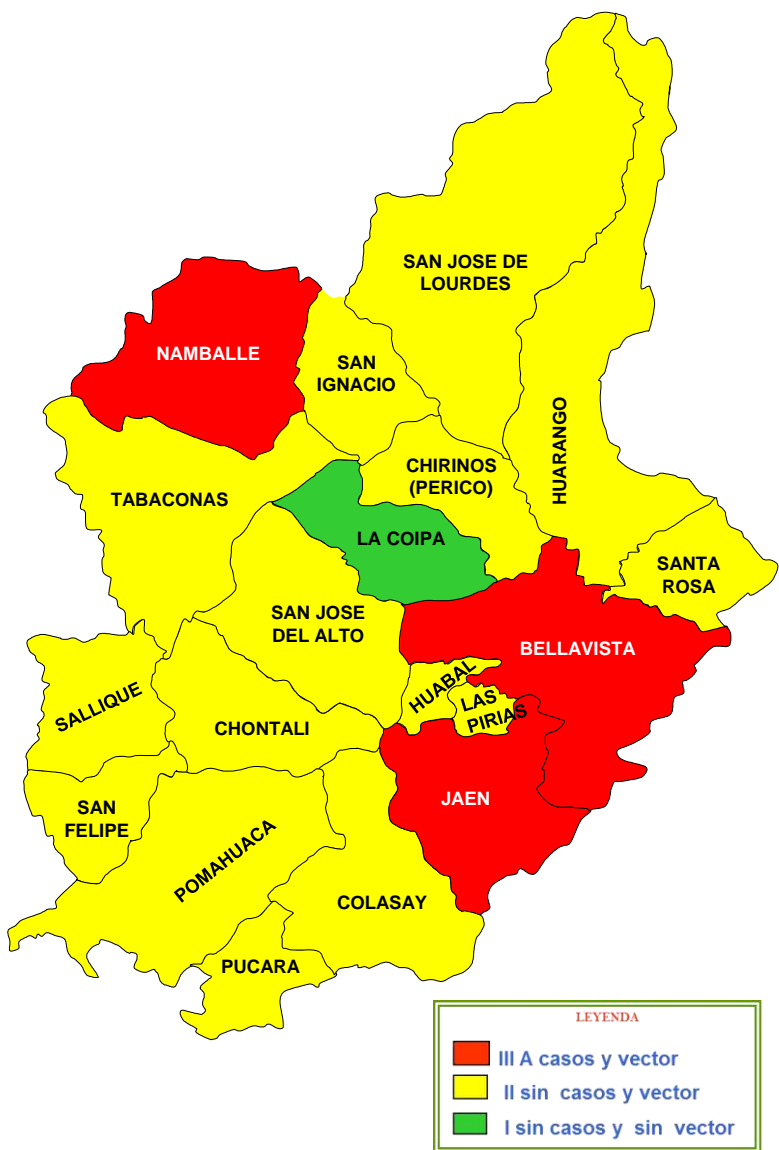 SAN JOSE DE
LOURDES
NAMBALLE
SAN
IGNACIO
HUARANGO
CHIRINOS
(PERICO)
TABACONAS
LA COIPA
SANTA
ROSA
SAN JOSE
DEL ALTO
BELLAVISTA
HUABAL
LAS
PIRIAS
SALLIQUE
CHONTALI
JAEN
SAN
FELIPE
POMAHUACA
COLASAY
PUCARA
LEYENDA
III A casos y vector
II sin casos y vector
I sin casos y sin vector